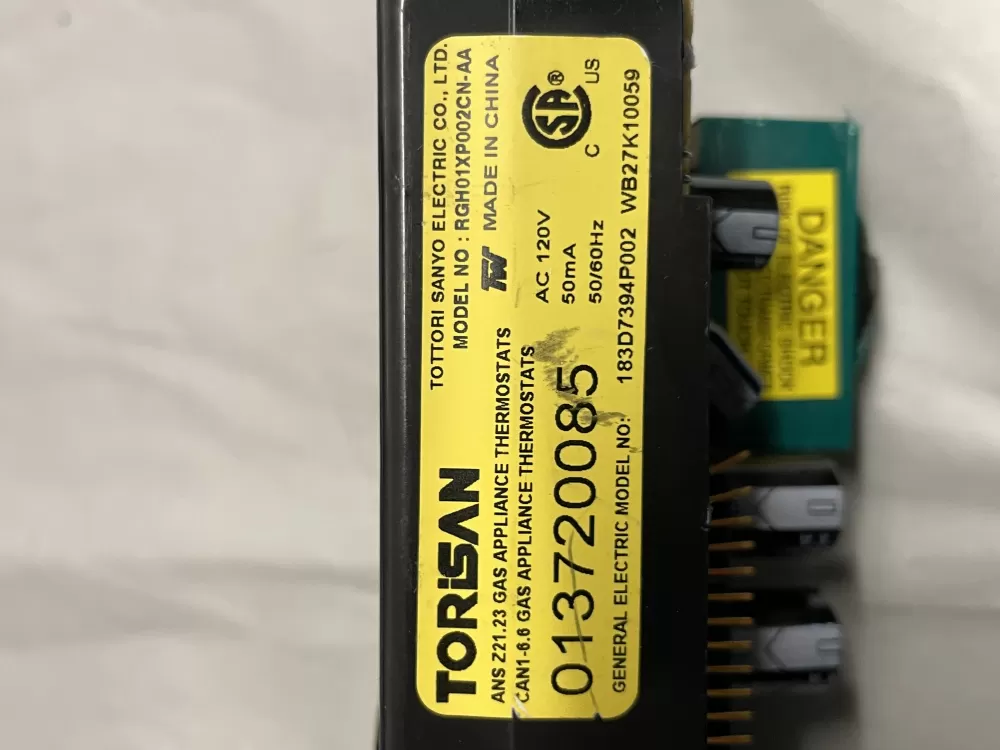 TOTTORI SANYO ELECTRIC CO., LTD.
MODEL NO : RGH01XP002CN-AA
TORiSAN
MADE IN CHINA
ANS Z21.23 GAS APPLIANCE THERMOSTATS
CAN1-6.6 GAS APPLIANCE THERMOSTATS
SA®
C US
AC 120V
50mA
50/60Hz
0137200085
GENERAL ELECTRIC MODEL NO: 183D7394P002 WB27K10059
DANGER